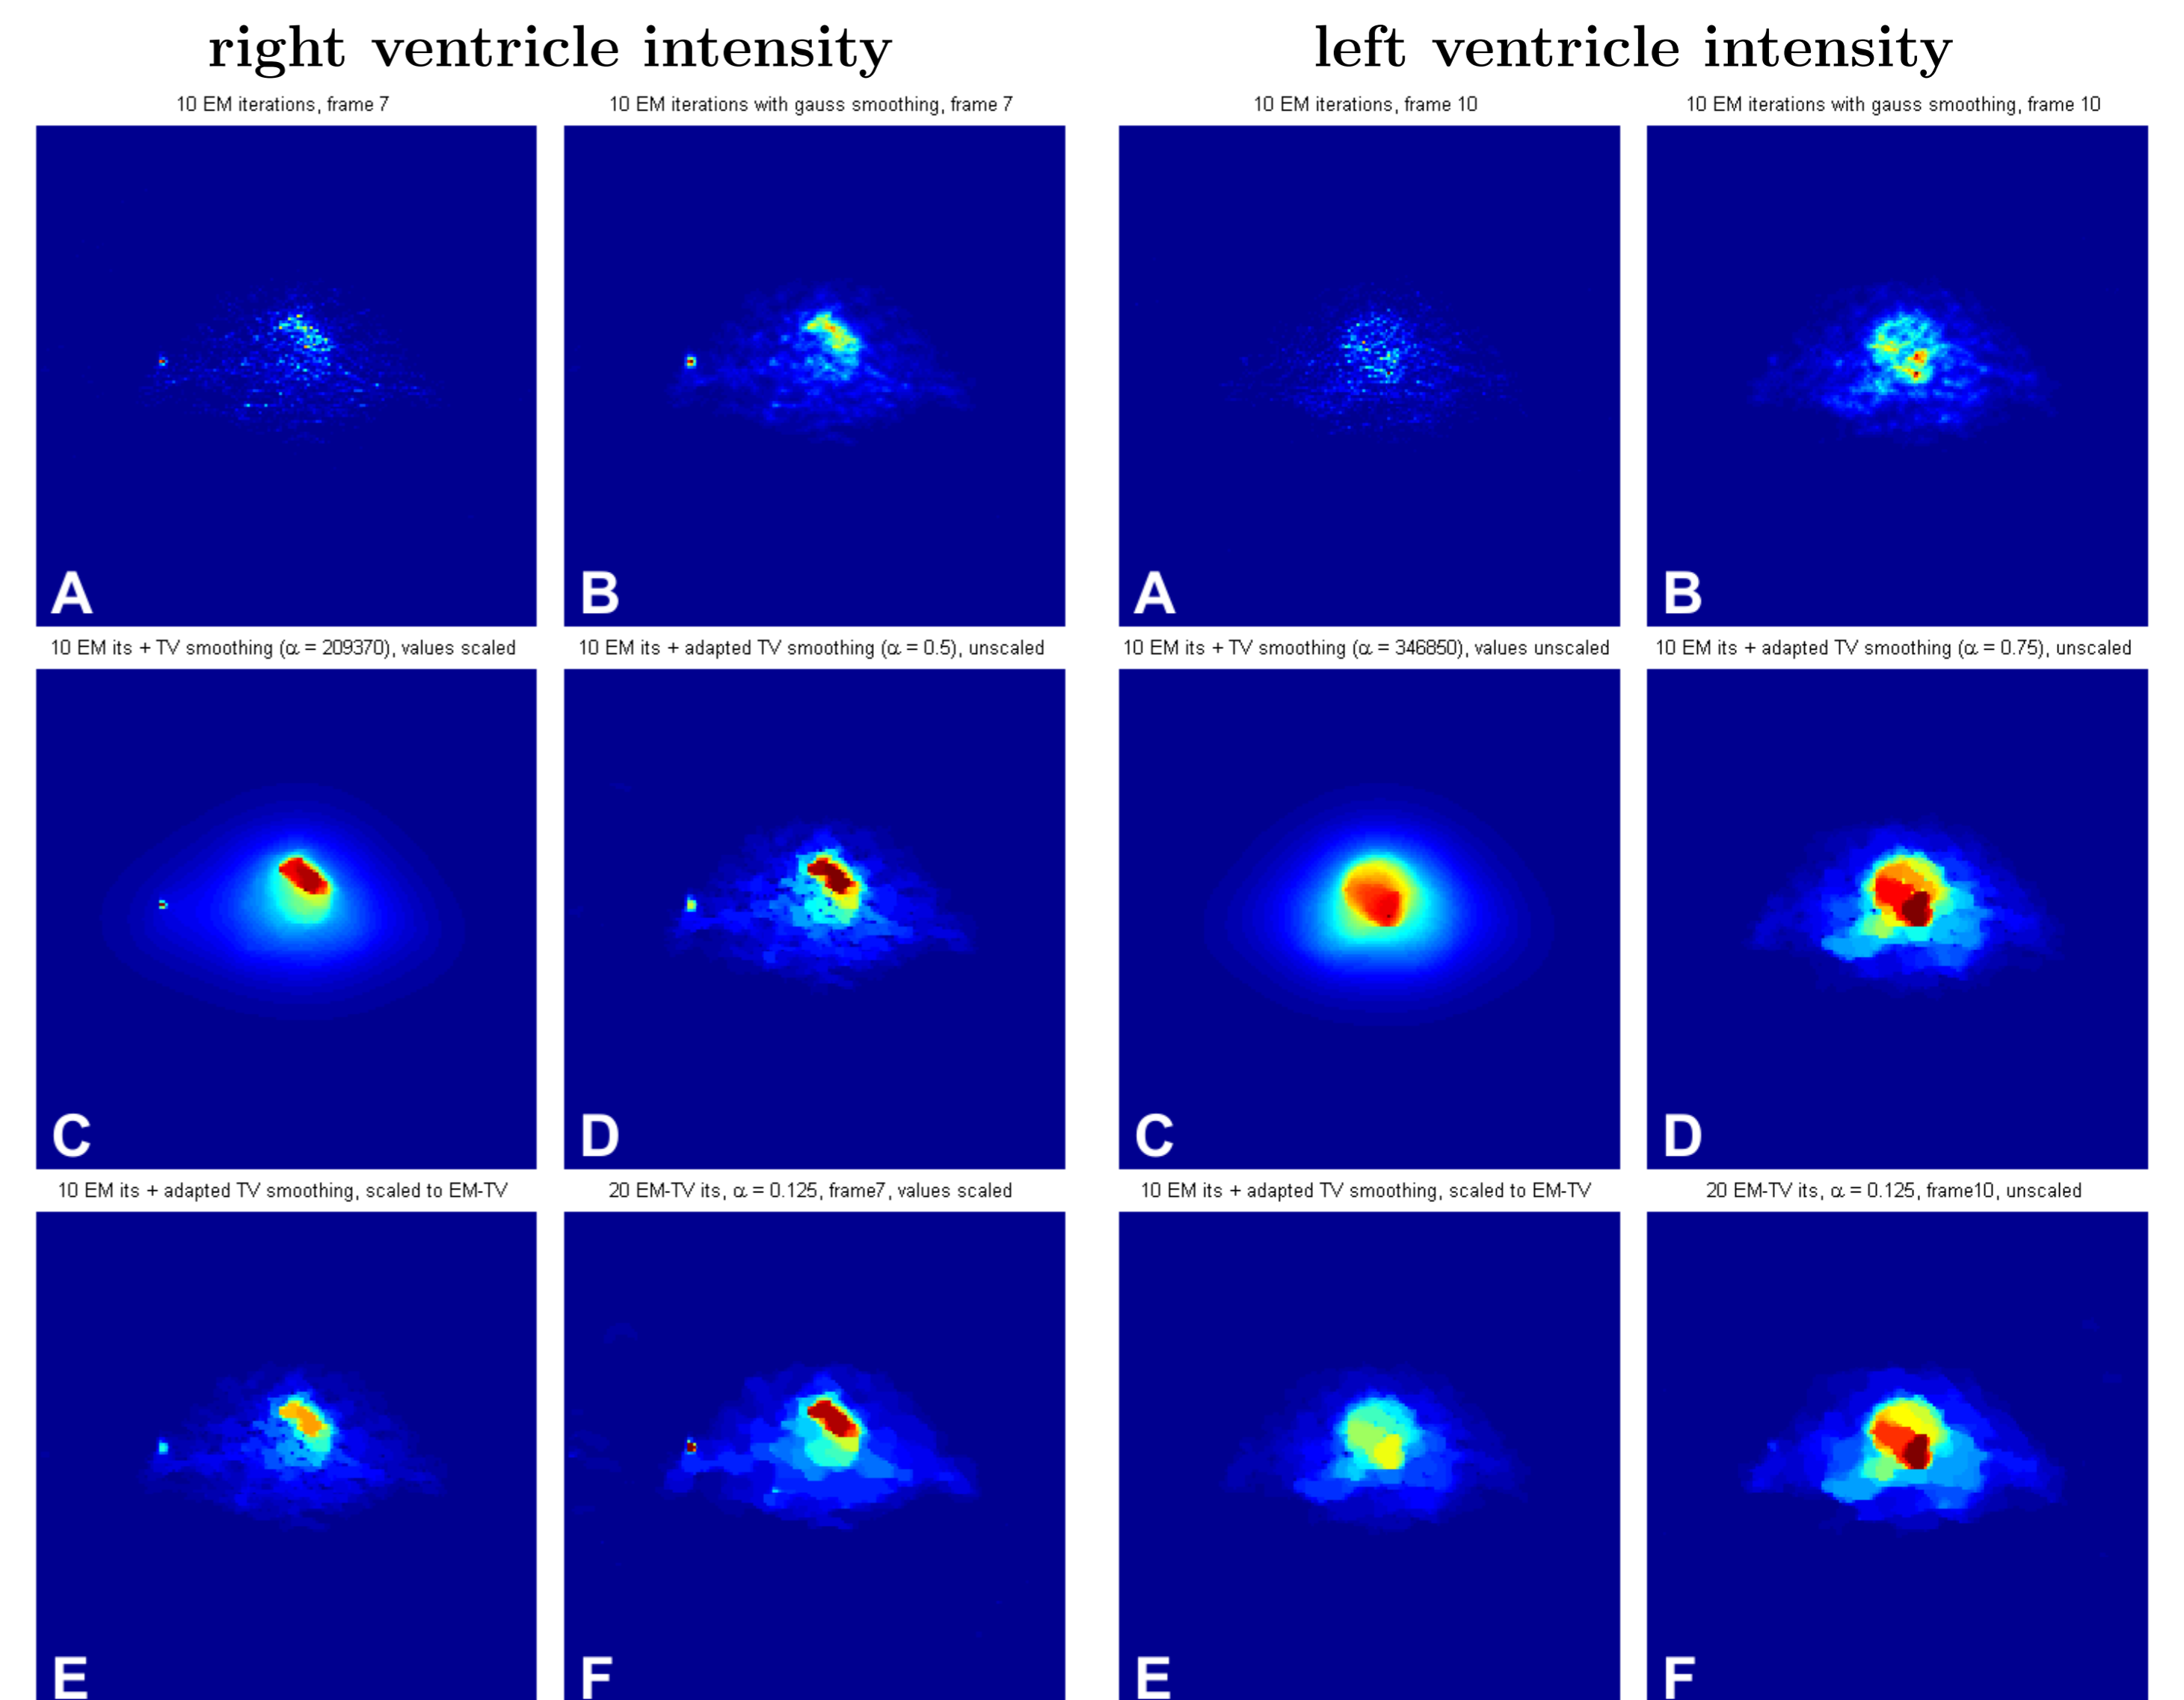 right ventricle intensity
left ventricle intensity
10 EM iterations, frame 7
10 EM iterations with gauss smoothing, frame 7
10 EM iterations, frame 10
10 EM iterations with gauss smoothing, frame 10
A
B
A
B
10 EM its + TV smoothing (α = 209370), values scaled
10 EM its + adapted TV smoothing (α = 0.5), unscaled
10 EM its + TV smoothing (α = 346850), values unscaled
10 EM its + adapted TV smoothing (α = 0.75), unscaled
C
D
C
D
10 EM its + adapted TV smoothing, scaled to EM-TV
20 EM-TV its, α = 0.125, frame7, values scaled
10 EM its + adapted TV smoothing, scaled to EM-TV
20 EM-TV its, α = 0.125, frame10, unscaled
E
F
E
F